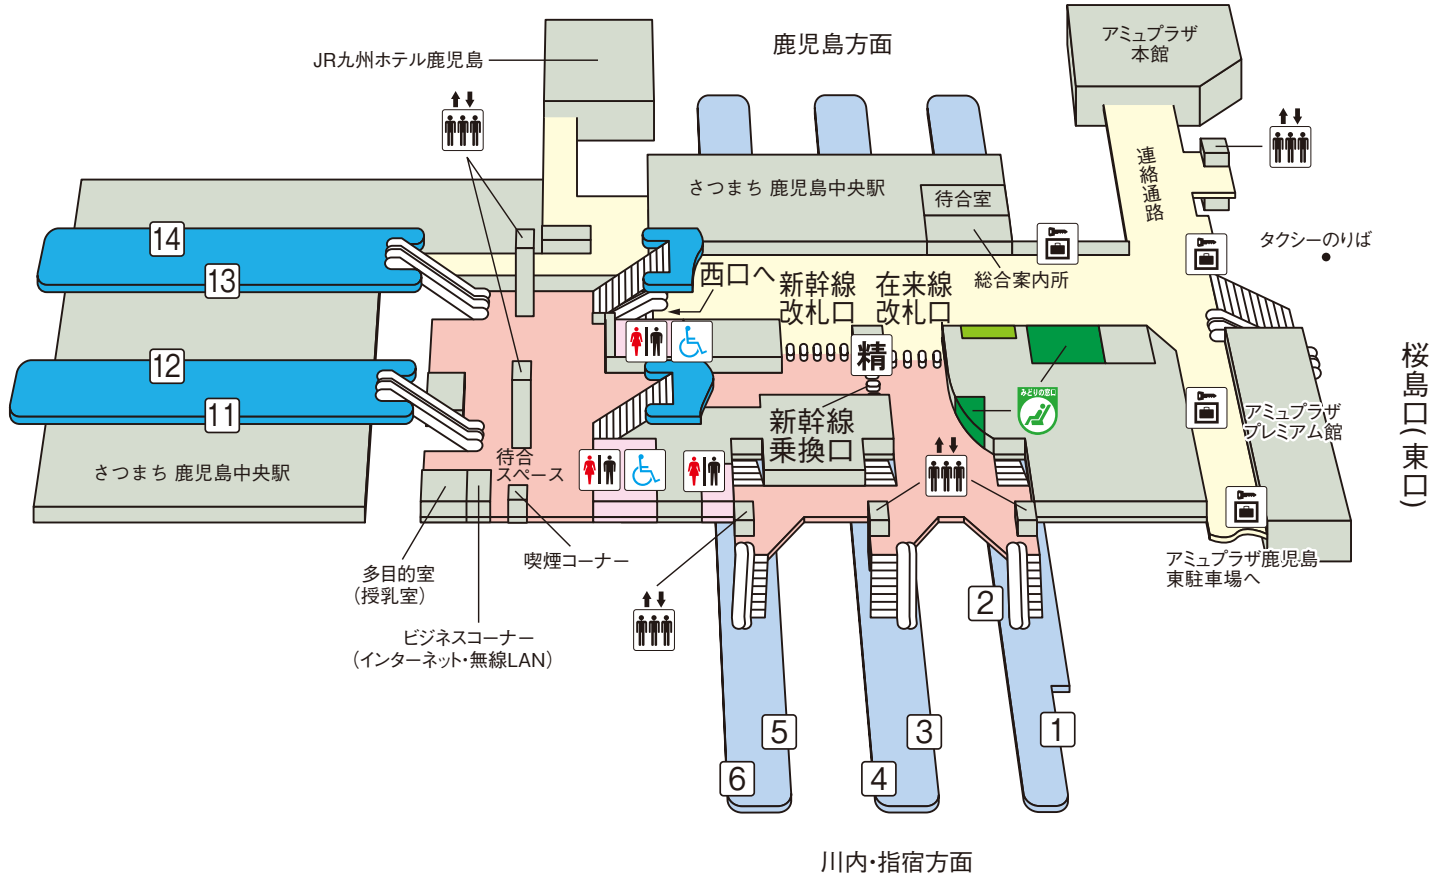 鹿児島方面
アミュプラザ
本館
JR九州ホテル鹿児島
連絡通路
さつまち 鹿児島中央駅
待合室
14
タクシーのりば
13
西口へ
新幹線
改札口
在来線
改札口
総合案内所
精
12
みどりの窓口
桜島口(東口)
11
アミュプラザ
プレミアム館
新幹線
乗換口
さつまち 鹿児島中央駅
待合
スペース
喫煙コーナー
アミュプラザ鹿児島
東駐車場へ
多目的室
(授乳室)
2
ビジネスコーナー
(インターネット・無線LAN)
5
3
1
6
4
川内・指宿方面